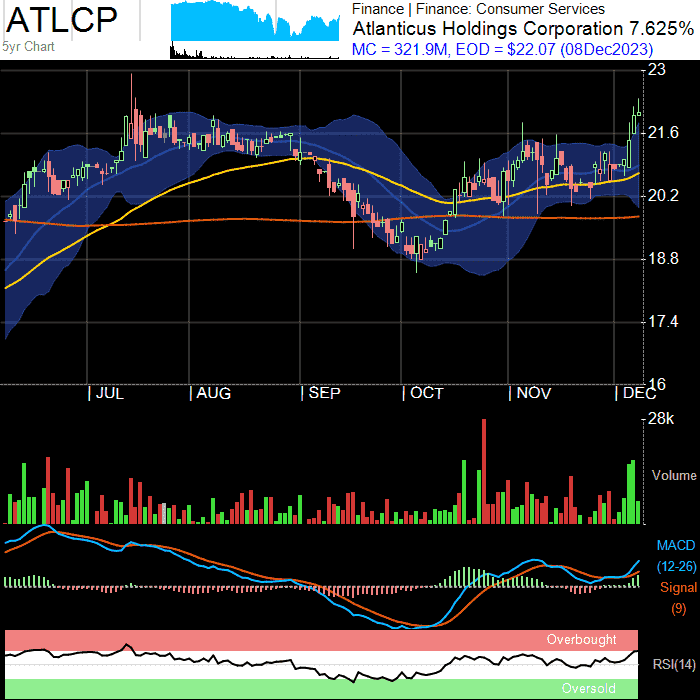 ATLCP
5yr Chart
Finance | Finance: Consumer Services
Atlanticus Holdings Corporation 7.625%
MC = 321.9M, EOD = $22.07 (08Dec2023)
23
21.6
20.2
18.8
17.4
16
JUL AUG SEP OCT NOV DEC
28k
Volume
MACD
(12-26)
Signal
(9)
Overbought
RSI(14)
Oversold